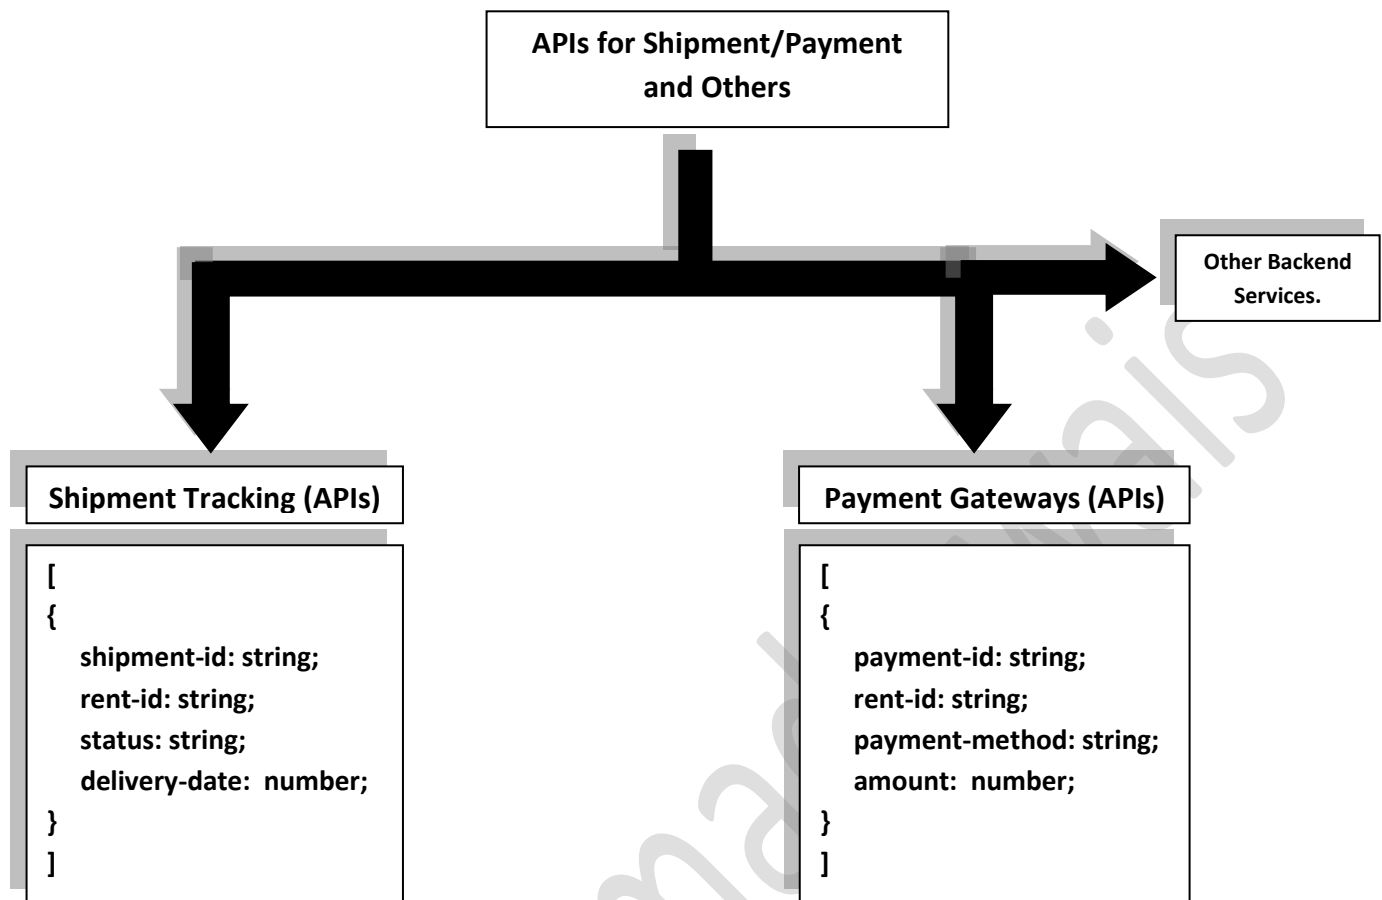 APIs for Shipment/Payment
and Others
Other Backend
Services.
Shipment Tracking (APIs)
[
{
shipment-id: string;
rent-id: string;
status: string;
delivery-date:  number;
}
]
Payment Gateways (APIs)
[
{
payment-id: string;
rent-id: string;
payment-method: string;
amount:  number;
}
]